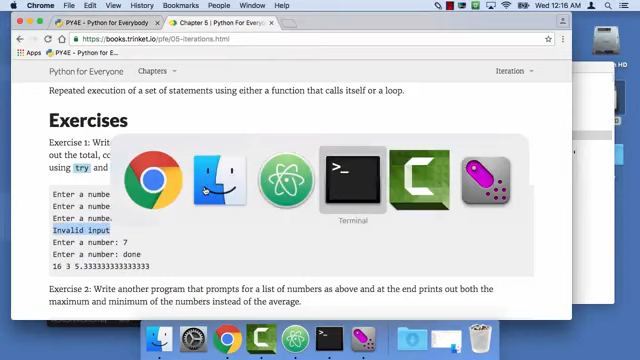 Chrome File Edit View History Bookmarks Window Help
Wed 12:16 AM
PY4E - Python for Everybody
Chapter 5 | Python For Everyon
https://books.trinket.io/pfe/05-iterations.html
Apps PY4E - Python for E...
Python for Everyone Chapters Iteration
Repeated execution of a set of statements using either a function that calls itself or a loop.
Exercises
Exercise 1: Write
out the total, co
using try and
Enter a numbe
Enter a numbe
Enter a numbe
Invalid input
Enter a number: 7
Enter a number: done
16 3 5.333333333333333
Terminal
Exercise 2: Write another program that prompts for a list of numbers as above and at the end prints out both the
maximum and minimum of the numbers instead of the average.